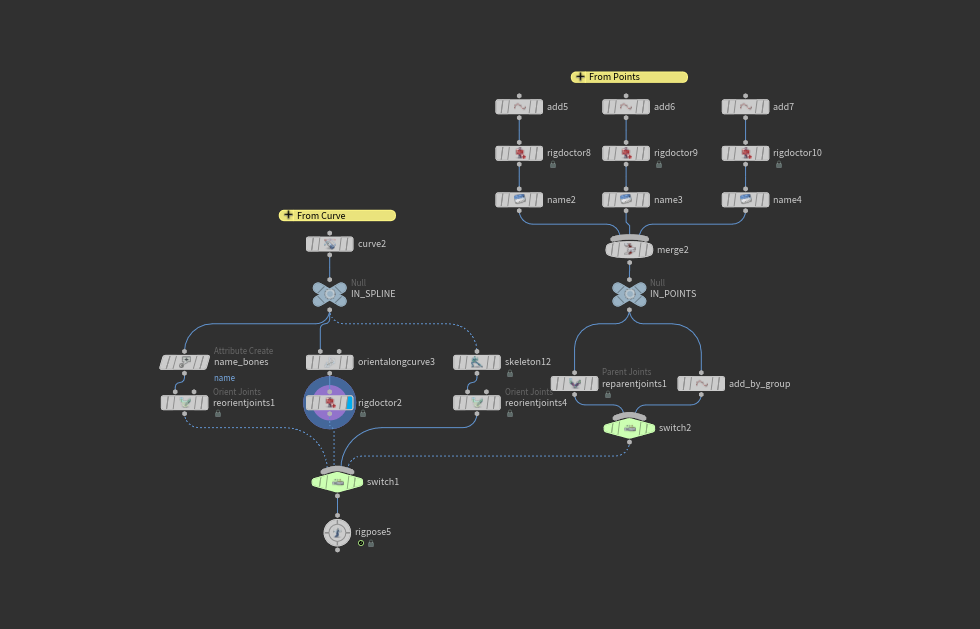 From Points
add5
add6
add7
rigdoctor8
rigdoctor9
rigdoctor10
name2
name3
name4
From Curve
curve2
merge2
Null
IN_SPLINE
Null
IN_POINTS
Attribute Create
name_bones
name
orientalongcurve3
skeleton12
Parent Joints
reparentjoints1
add_by_group
Orient Joints
reorientjoints1
rigdoctor2
Orient Joints
reorientjoints4
switch2
switch1
rigpose5